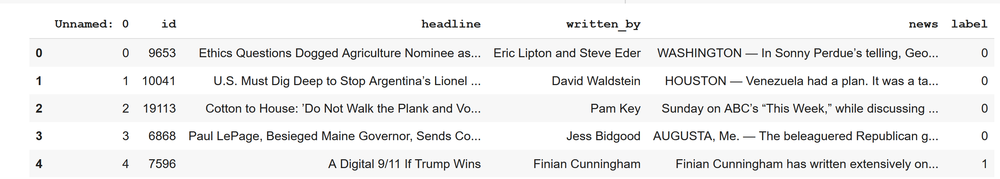 Unnamed: 0 id headline written_by news label
0 0 9653 Ethics Questions Dogged Agriculture Nominee as... Eric Lipton and Steve Eder WASHINGTON — In Sonny Perdue’s telling, Geo... 0
1 1 10041 U.S. Must Dig Deep to Stop Argentina’s Lionel ... David Waldstein HOUSTON — Venezuela had a plan. It was a ta... 0
2 2 19113 Cotton to House: ’Do Not Walk the Plank and Vo... Pam Key Sunday on ABC’s “This Week,” while discussing ... 0
3 3 6868 Paul LePage, Besieged Maine Governor, Sends Co... Jess Bidgood AUGUSTA, Me. — The beleaguered Republican g... 0
4 4 7596 A Digital 9/11 If Trump Wins Finian Cunningham Finian Cunningham has written extensively on... 1